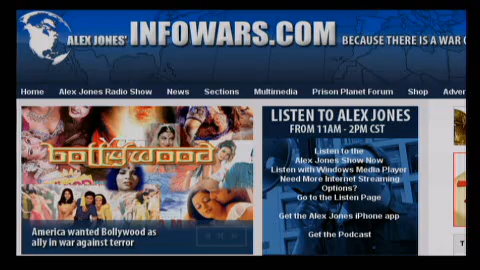 ALEX JONES' INFOWARS.COM BECAUSE THERE IS A WAR
Home Alex Jones Radio Show News Sections Multimedia Prison Planet Forum Shop Adver
bollywood
America wanted Bollywood as
ally in war against terror
LISTEN TO ALEX JONES
FROM 11AM - 2PM CST
Listen to the
Alex Jones Show Now
Listen with Windows Media Player
Need More Internet Streaming
Options?
Go to the Listen Page
Get the Alex Jones iPhone app
Get the Podcast